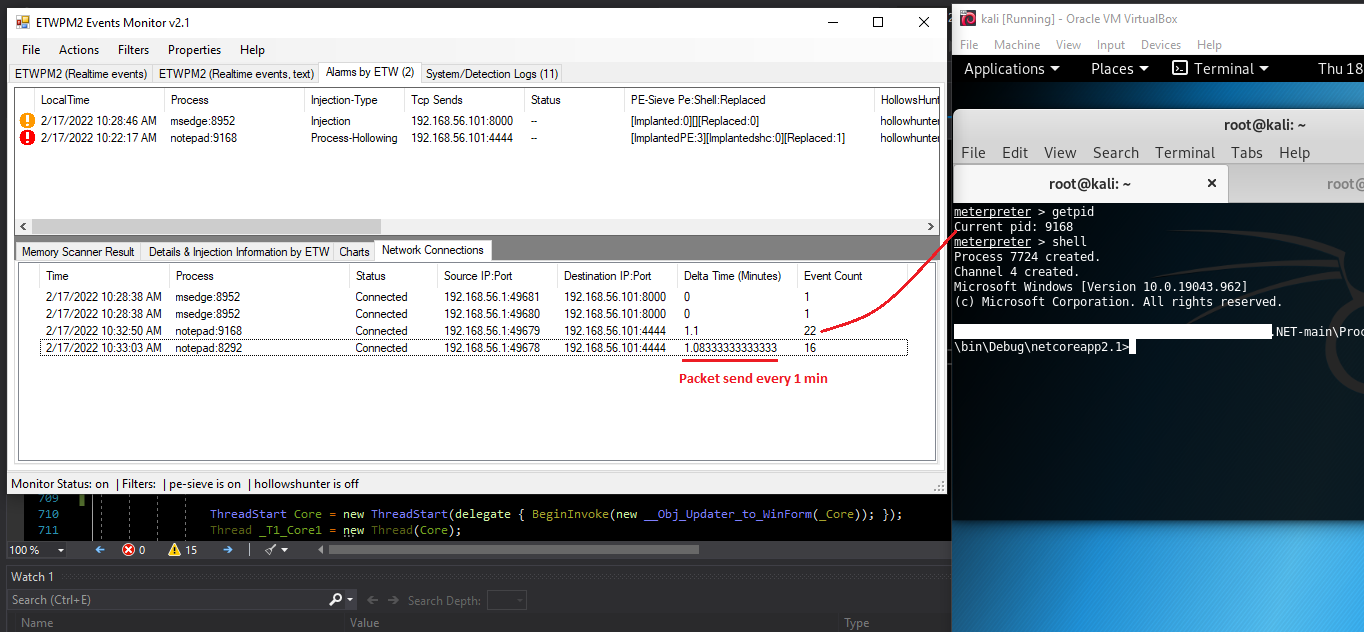 ETWPM2 Events Monitor v2.1
File Actions Filters Properties Help
ETWPM2 (Realtime events) ETWPM2 (Realtime events, text) Alarms by ETW (2) System/Detection Logs (11)
LocalTime Process Injection-Type Tcp Sends Status PE-Sieve Pe:Shell:Replaced HollowsHunt
2/17/2022 10:28:46 AM msedge:8952 Injection 192.168.56.101:8000 -- [Implanted:0][][Replaced:0] hollowhunter
2/17/2022 10:22:17 AM notepad:9168 Process-Hollowing 192.168.56.101:4444 -- [ImplantedPE:3][Implantedshc:0][Replaced:1] hollowhunter
Memory Scanner Result Details & Injection Information by ETW Charts Network Connections
Time Process Status Source IP:Port Destination IP:Port Delta Time (Minutes) Event Count
2/17/2022 10:28:38 AM msedge:8952 Connected 192.168.56.1:49681 192.168.56.101:8000 0 1
2/17/2022 10:28:38 AM msedge:8952 Connected 192.168.56.1:49680 192.168.56.101:8000 0 1
2/17/2022 10:32:50 AM notepad:9168 Connected 192.168.56.1:49679 192.168.56.101:4444 1.1 22
2/17/2022 10:33:03 AM notepad:8292 Connected 192.168.56.1:49678 192.168.56.101:4444 1.08333333333333 16
Packet send every 1 min
Monitor Status: on | Filters: | pe-sieve is on | hollowshunter is off
709
710 ThreadStart Core = new ThreadStart(delegate { BeginInvoke(new __Obj_Updater_to_WinForm(_Core)); });
711 Thread _T1_Core1 = new Thread(Core);
100 % 0 15
Watch 1
Search (Ctrl+E) Search Depth:
Name Value Type
kali [Running] - Oracle VM VirtualBox
File Machine View Input Devices Help
Applications Places Terminal Thu 18
root@kali: ~
File Edit View Search Terminal Tabs Help
root@kali: ~ root@
meterpreter > getpid
Current pid: 9168
meterpreter > shell
Process 7724 created.
Channel 4 created.
Microsoft Windows [Version 10.0.19043.962]
(c) Microsoft Corporation. All rights reserved.
.NET-main\Proc
\bin\Debug\netcoreapp2.1>